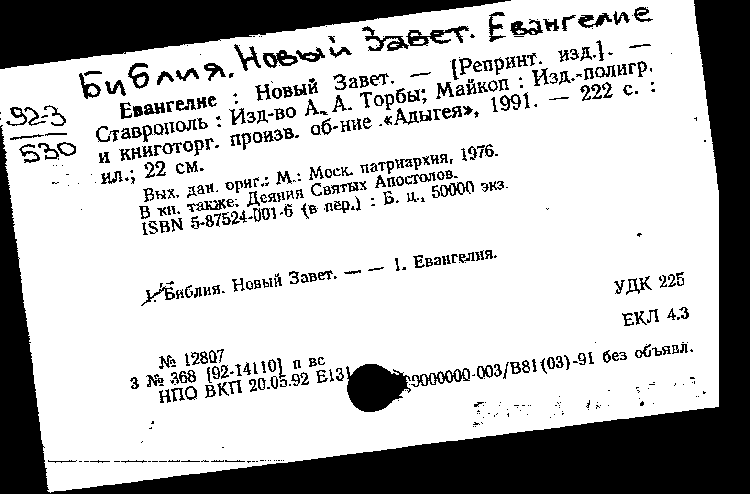 Библия. Новый Завет. Евангелие
92-3
530
Евангелие : Новый Завет. — [Репринт. изд.]. —
Ставрополь : Изд-во А. А. Торбы; Майкоп : Изд.-полигр.
и книготорг. произв. об-ние «Адыгея», 1991. — 222 с. :
ил.; 22 см.
Вых. дан. ориг.: М.: Моск. патриархия, 1976.
В кн. также: Деяния Святых Апостолов.
ISBN 5-87524-001-6 (в пер.) : Б. ц., 50000 экз.
1. Библия. Новый Завет. — — 1. Евангелия.
УДК 225
ЕКЛ 4.3
№ 12807
3 № 368 [92-14110] п вс
НПО ВКП 20.05.92 Е131 0000000-003/В81(03)-91 без объявл.